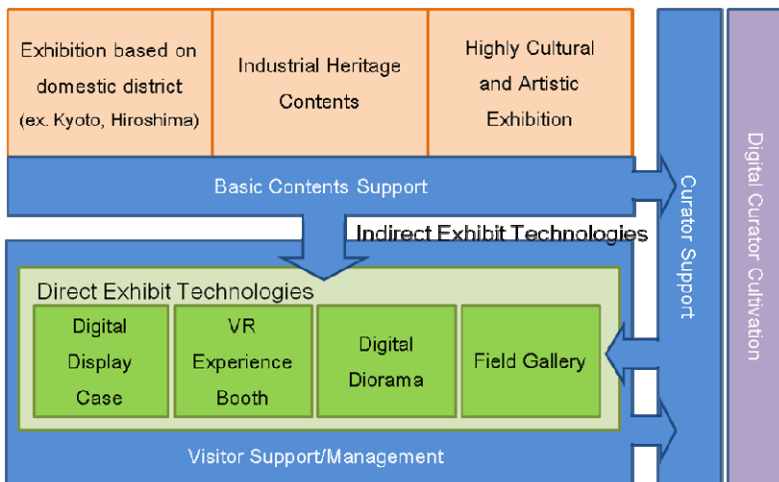 Exhibition based on
domestic district
(ex. Kyoto, Hiroshima)
Industrial Heritage
Contents
Highly Cultural
and Artistic
Exhibition
Basic Contents Support
Indirect Exhibit Technologies
Direct Exhibit Technologies
Digital
Display
Case
VR
Experience
Booth
Digital
Diorama
Field Gallery
Visitor Support/Management
Curator Support
Digital Curator Cultivation